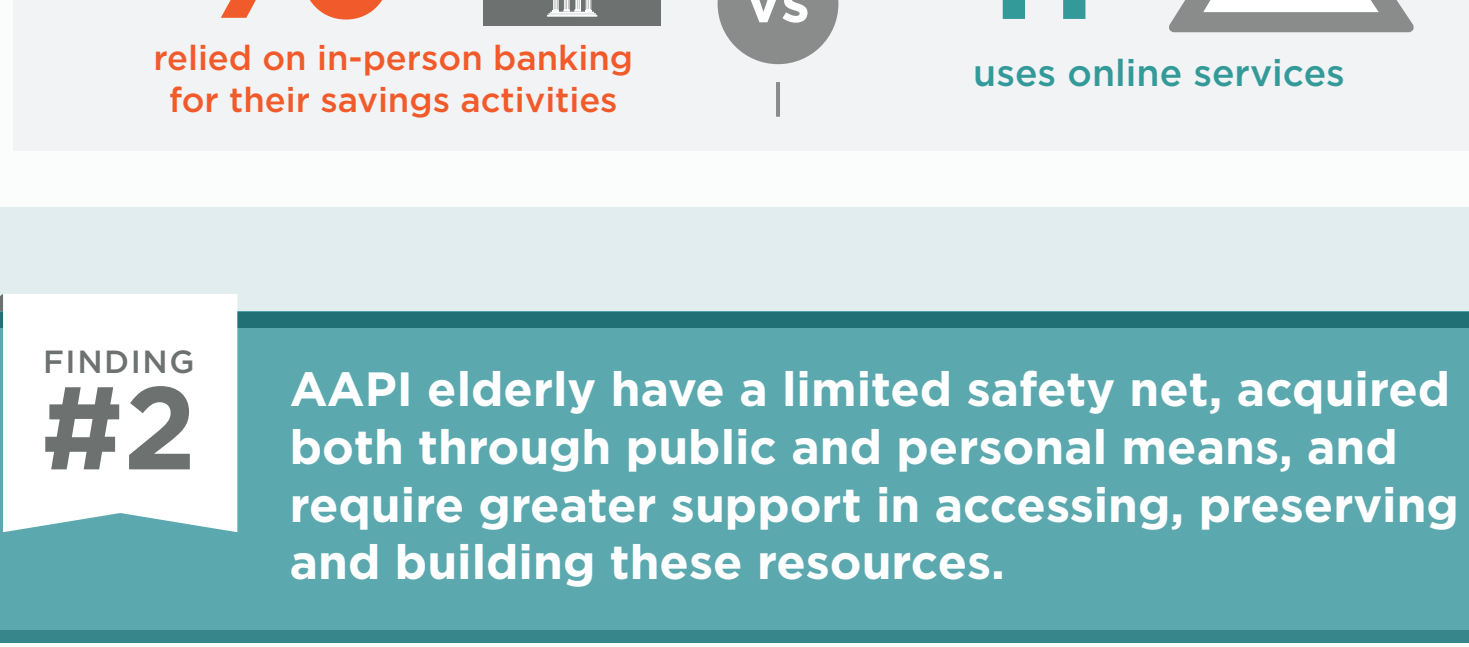 VS
relied on in-person banking
for their savings activities
uses online services
FINDING
#2
AAPI elderly have a limited safety net, acquired
both through public and personal means, and
require greater support in accessing, preserving
and building these resources.